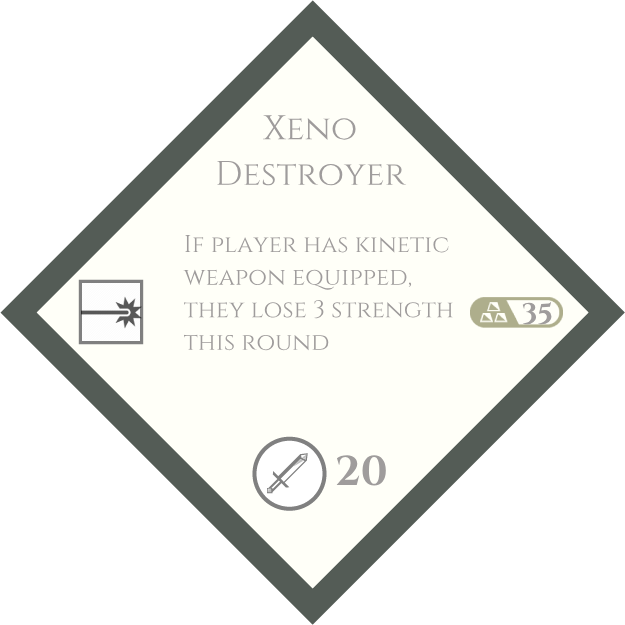 Xeno
Destroyer
If player has kinetic
weapon equipped,
they lose 3 strength
this round
35
20